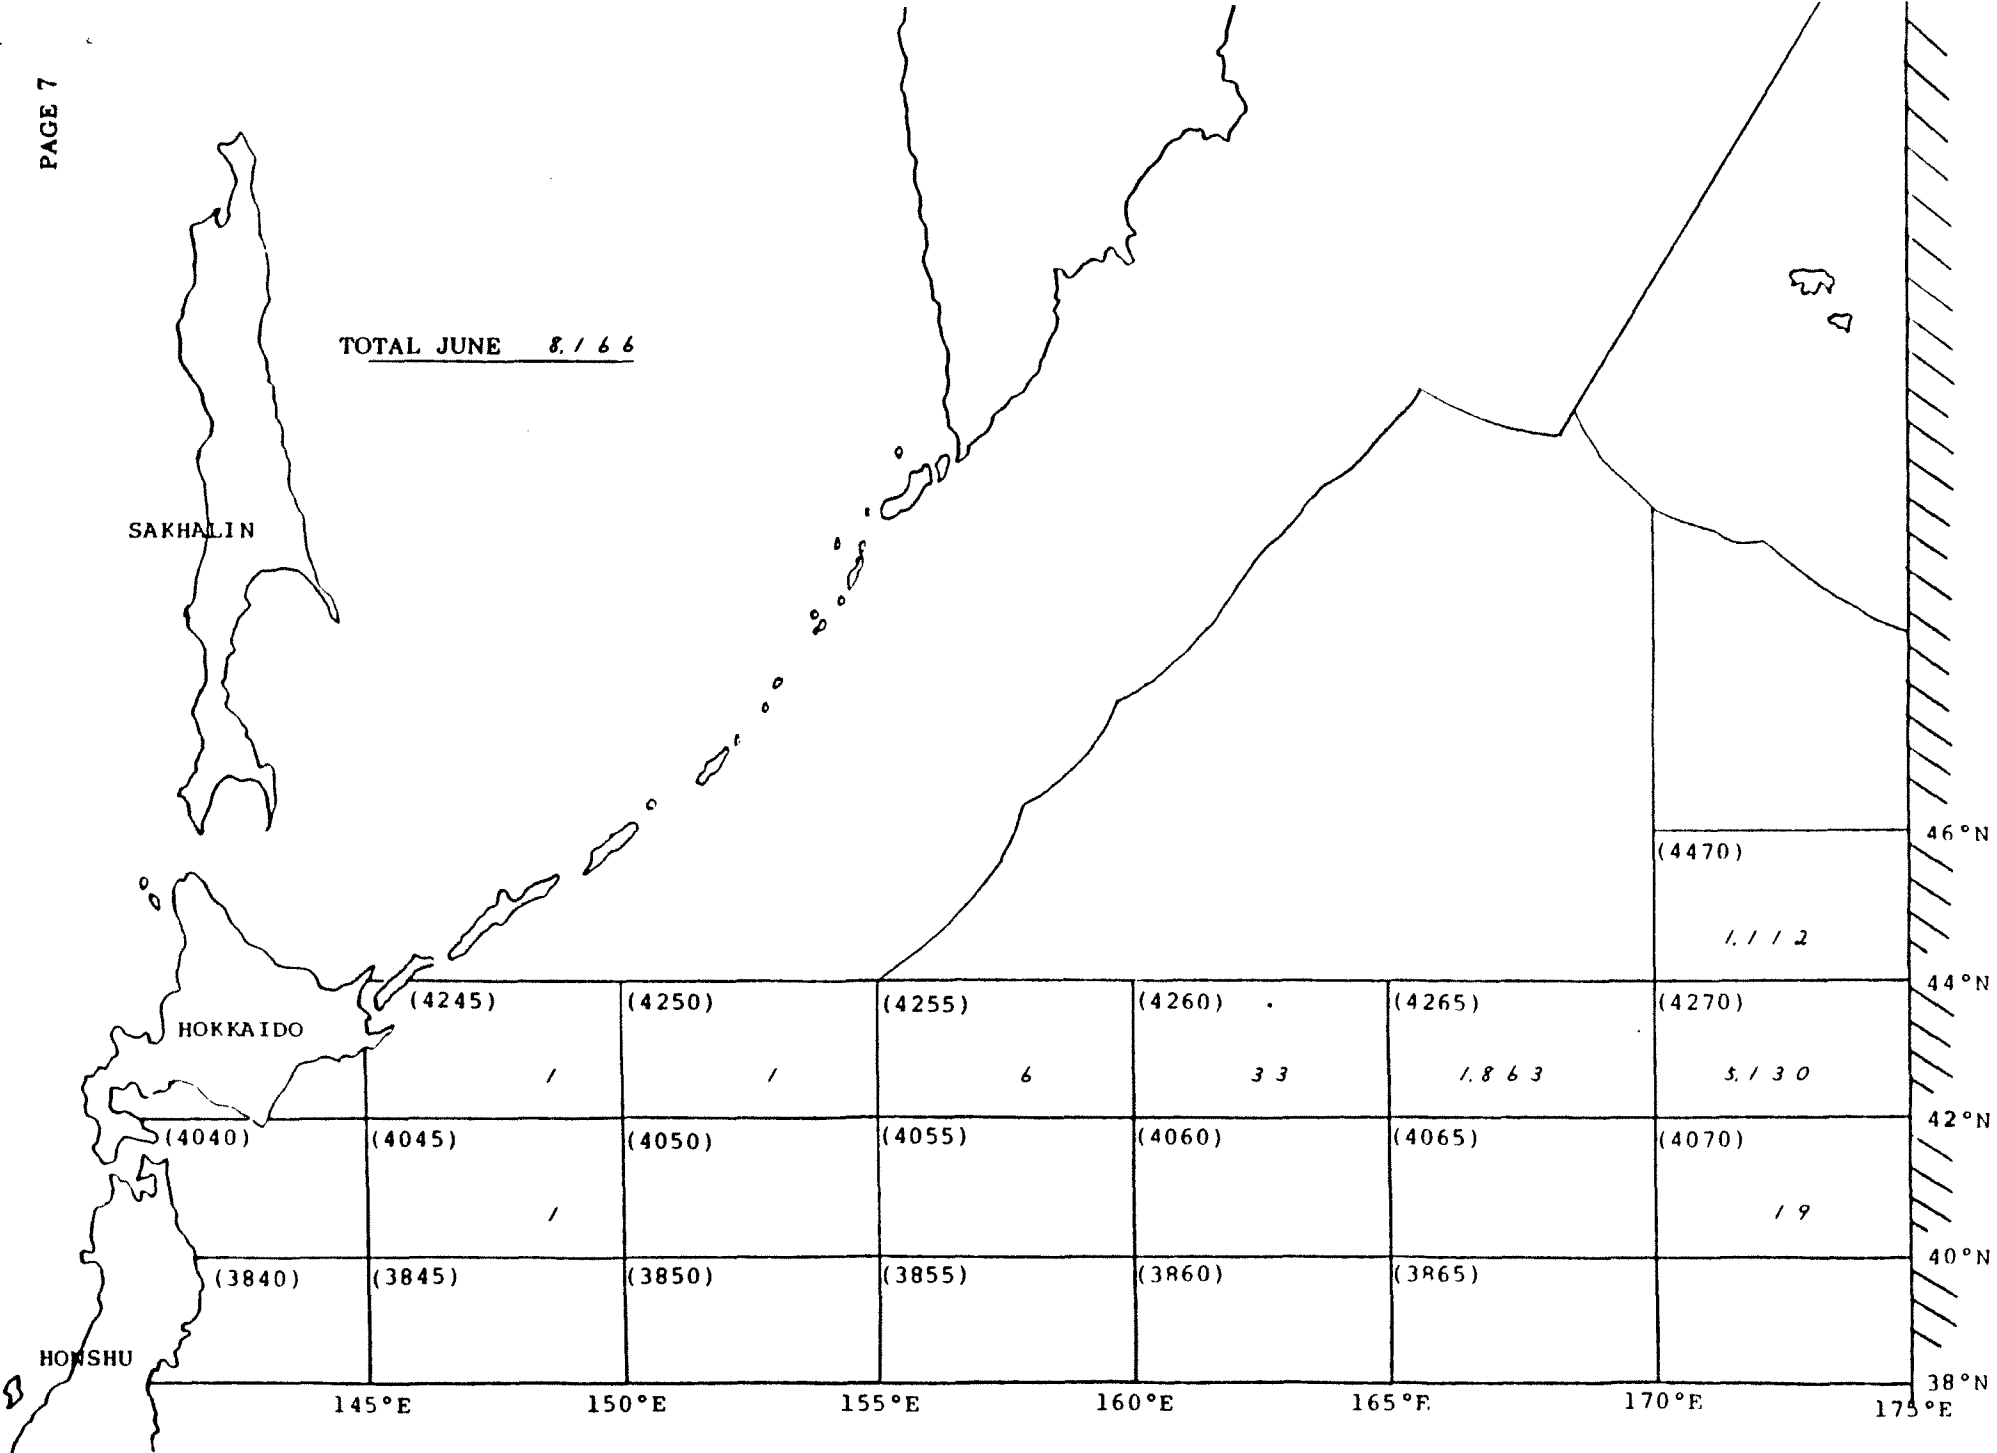 PAGE 7
TOTAL JUNE 8.166
SAKHALIN
46°N
(4470)
1.112
44°N
(4245) (4250) (4255) (4260) (4265) (4270)
HOKKAIDO
1 1 6 33 1.863 5.130
42°N
(4040) (4045) (4050) (4055) (4060) (4065) (4070)
1 19
40°N
(3840) (3845) (3850) (3855) (3860) (3865)
HONSHU
38°N
145°E 150°E 155°E 160°E 165°E 170°E 175°E